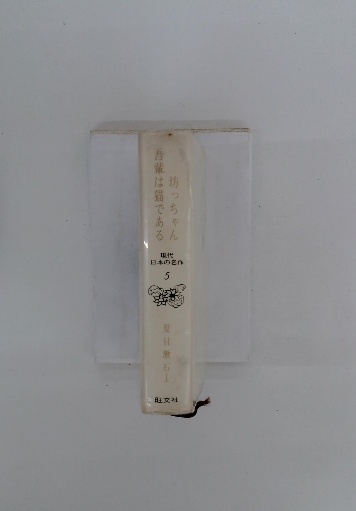 坊っちゃん
吾輩は猫である
現代
日本の名作
5
夏目漱石 1
旺文社